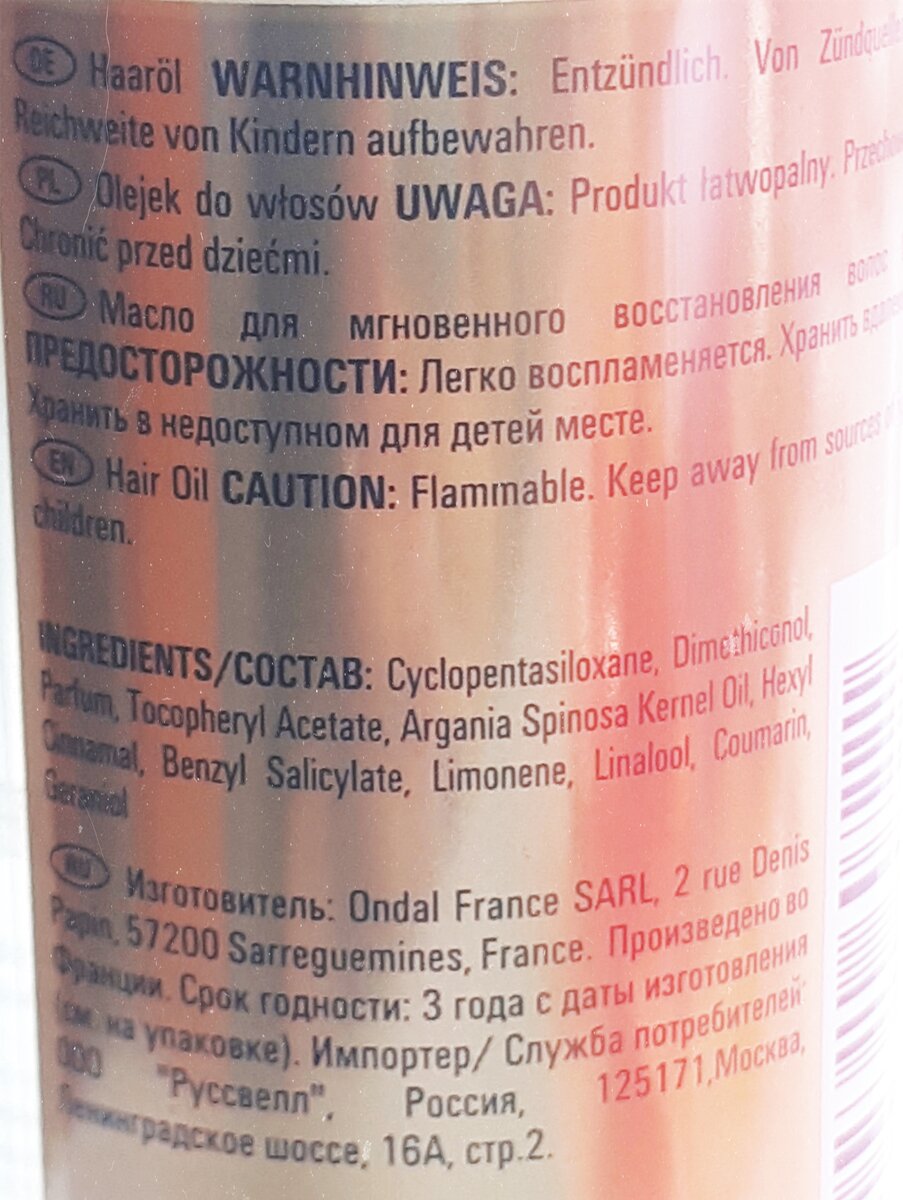 DE Haaröl WARNHINWEIS: Entzündlich. Von
Reichweite von Kindern aufbewahren.
PL Olejek do włosów UWAGA: Produkt łatwopalny.
Chronić przed dziećmi.
RU Масло для мгновенного восстановления волос
ПРЕДОСТОРОЖНОСТИ: Легко воспламеняется. Хранить
Хранить в недоступном для детей месте.
EN Hair Oil CAUTION: Flammable. Keep away from sources
children.
INGREDIENTS/СОСТАВ: Cyclopentasiloxane, Dimethiconol,
Parfum, Tocopheryl Acetate, Argania Spinosa Kernel Oil, Hexyl
Cinnamal, Benzyl Salicylate, Limonene, Linalool, Coumarin,
Geraniol
RU Изготовитель: Ondal France SARL, 2 rue Denis
Papin, 57200 Sarreguemines, France. Произведено во
Франции. Срок годности: 3 года с даты изготовления
(см. на упаковке). Импортер/ Служба потребителей
ООО "Руссвелл", Россия, 125171,Москва,
Ленинградское шоссе, 16А, стр.2.